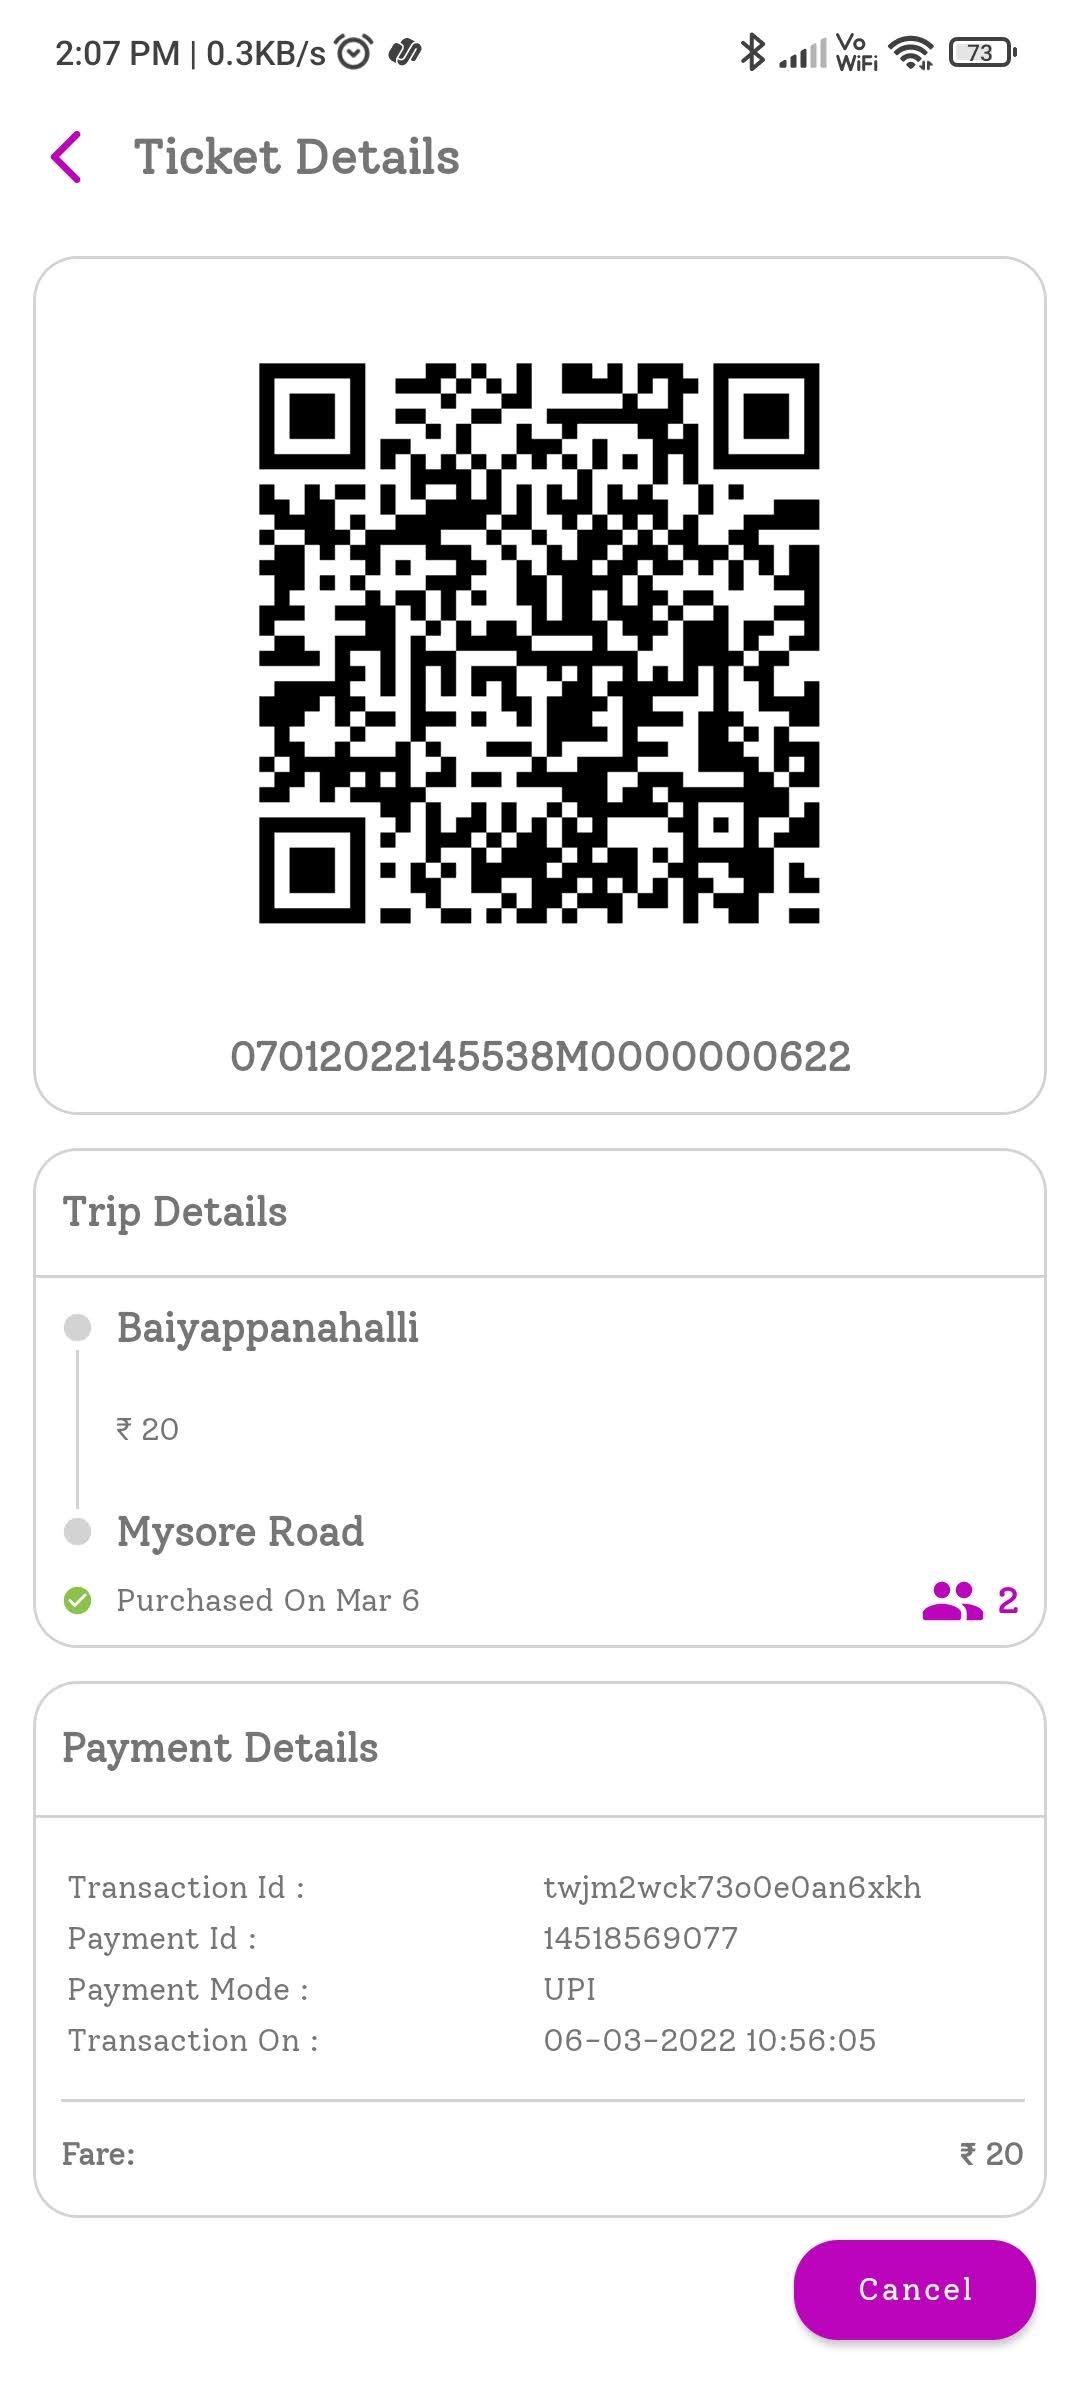 2:07 PM | 0.3KB/s
Vo WiFi
73
Ticket Details
07012022145538M0000000622
Trip Details
Baiyappanahalli
₹ 20
Mysore Road
Purchased On Mar 6
2
Payment Details
Transaction Id : twjm2wck73o0e0an6xkh
Payment Id : 14518569077
Payment Mode : UPI
Transaction On : 06-03-2022 10:56:05
Fare: ₹ 20
Cancel